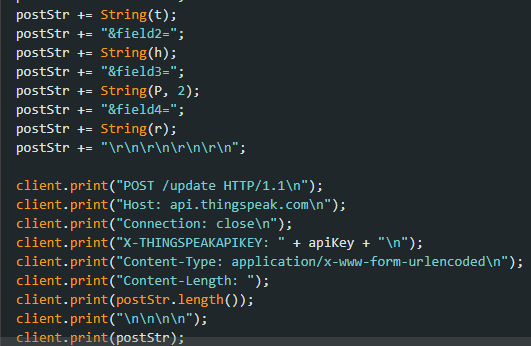 postStr += String(t);
postStr += "&field2=";
postStr += String(h);
postStr += "&field3=";
postStr += String(P, 2);
postStr += "&field4=";
postStr += String(r);
postStr += "\r\n\r\n\r\n\r\n";
client.print("POST /update HTTP/1.1\n");
client.print("Host: api.thingspeak.com\n");
client.print("Connection: close\n");
client.print("X-THINGSPEAKAPIKEY: " + apiKey + "\n");
client.print("Content-Type: application/x-www-form-urlencoded\n");
client.print("Content-Length: ");
client.print(postStr.length());
client.print("\n\n\n\n");
client.print(postStr);